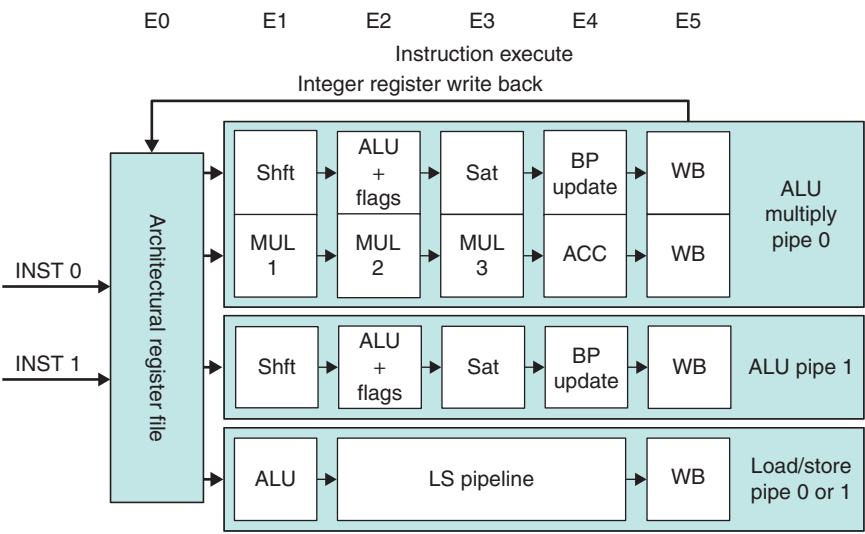 E0 E1 E2 E3 E4 E5
Instruction execute
Integer register write back
Architectural register file
INST 0
INST 1
Shft
ALU
+
flags
Sat
BP
update
WB
MUL
1
MUL
2
MUL
3
ACC
WB
ALU
multiply
pipe 0
Shft
ALU
+
flags
Sat
BP
update
WB
ALU pipe 1
ALU
LS pipeline
WB
Load/store
pipe 0 or 1